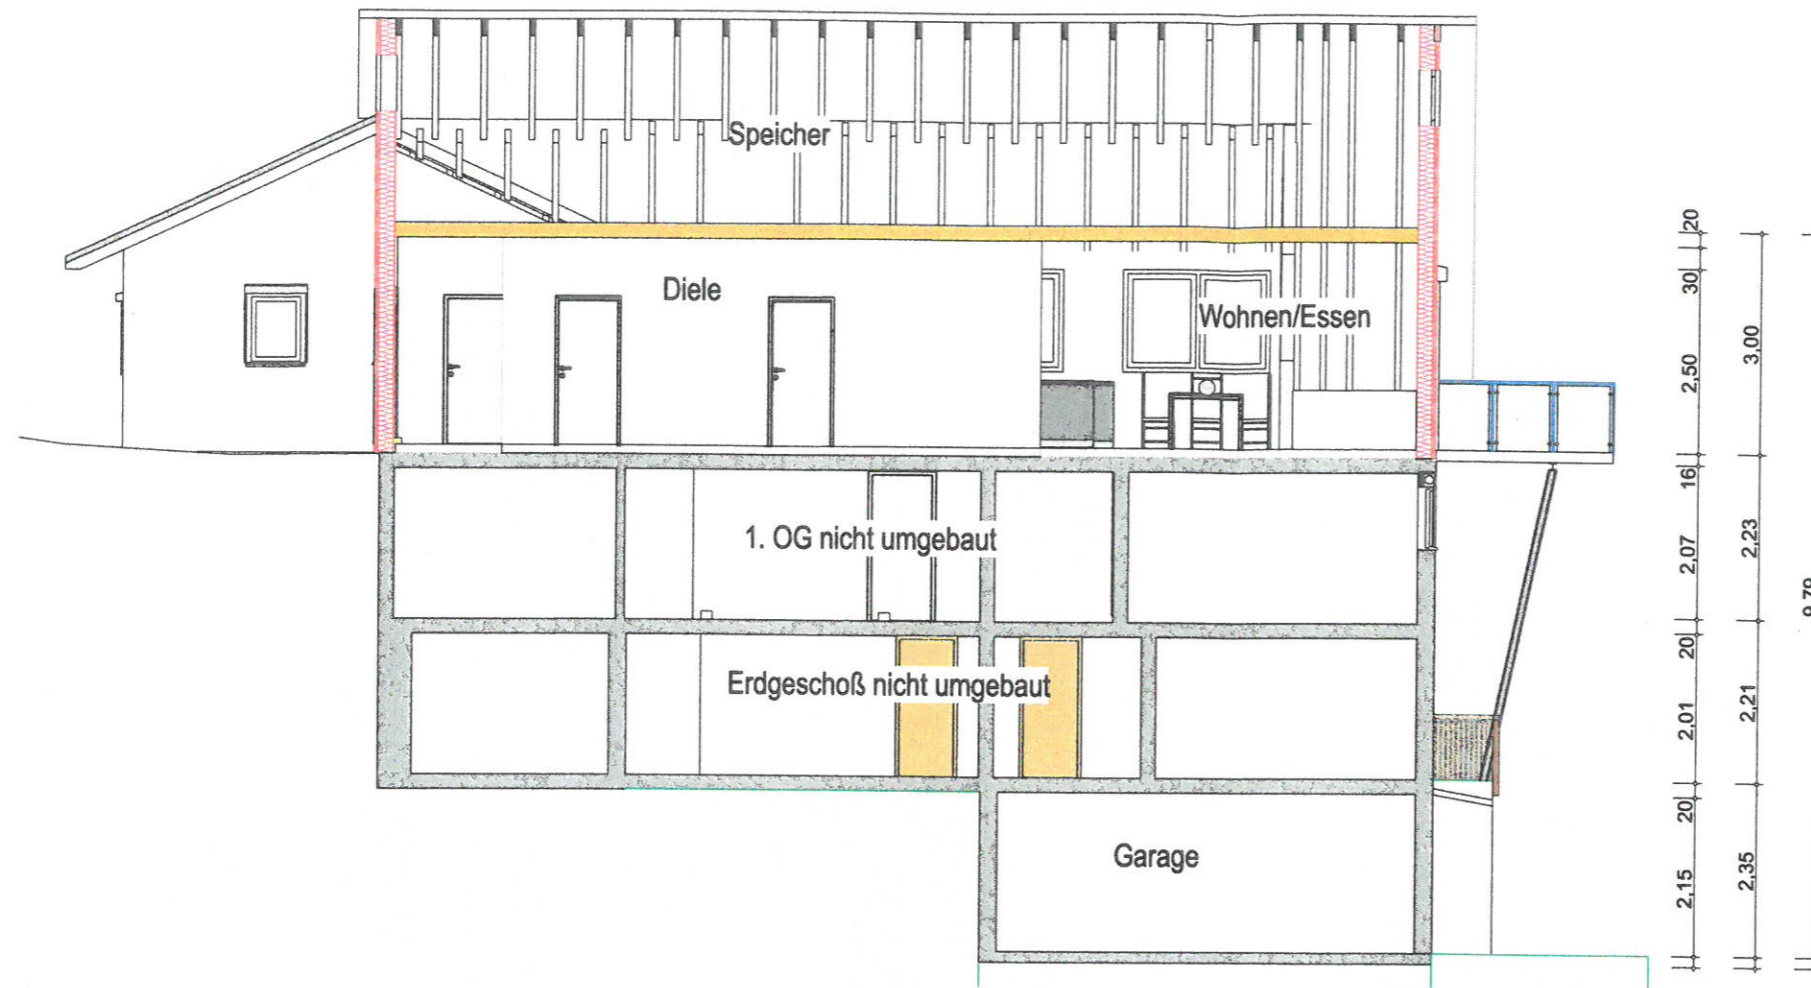 Speicher
Diele
Wohnen/Essen
1. OG nicht umgebaut
Erdgeschoß nicht umgebaut
Garage
20
30
2,50
16
2,07
20
2,01
20
2,15
3,00
2,23
2,21
2,35